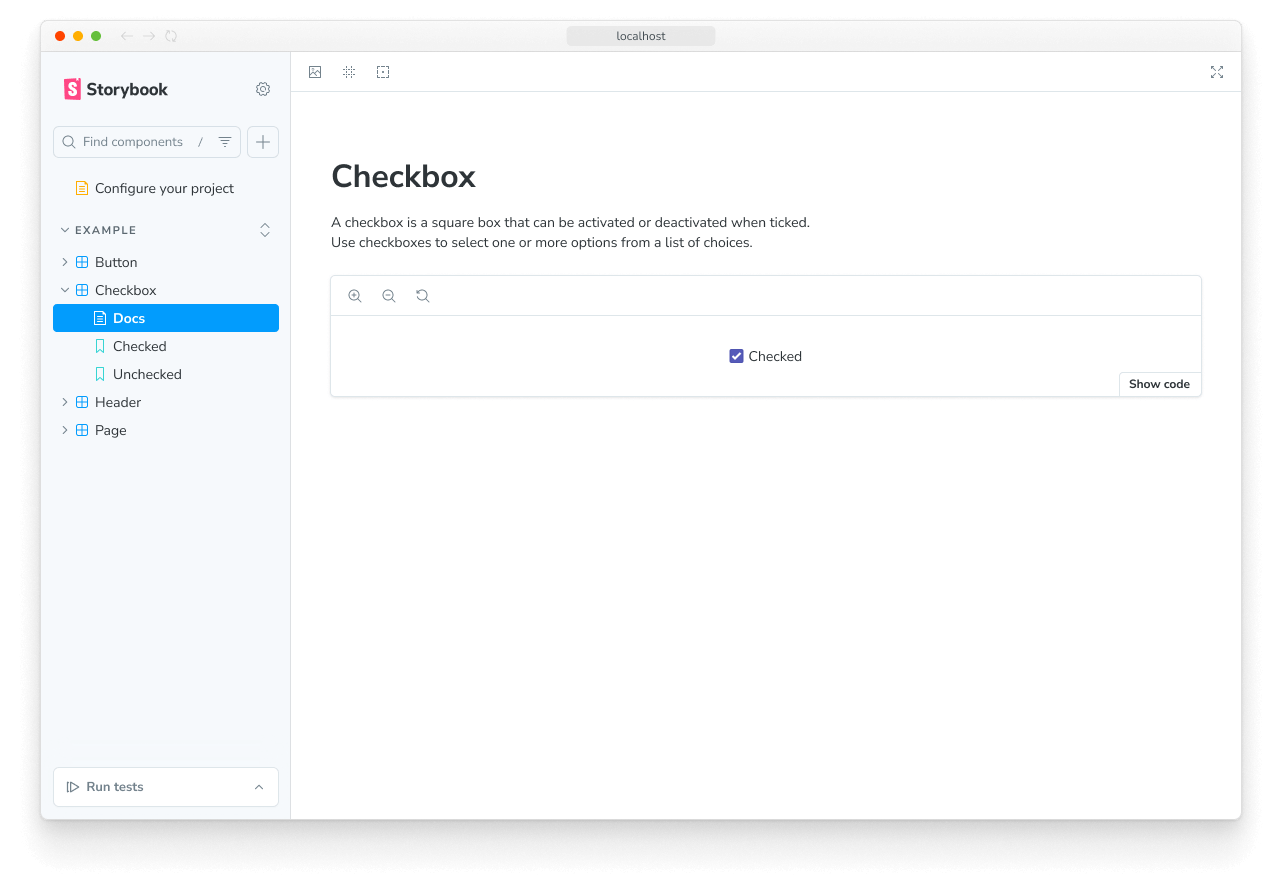 localhost
Storybook
Find components /
Configure your project
EXAMPLE
Button
Checkbox
Docs
Checked
Unchecked
Header
Page
Run tests
Checkbox
A checkbox is a square box that can be activated or deactivated when ticked.
Use checkboxes to select one or more options from a list of choices.
Checked
Show code